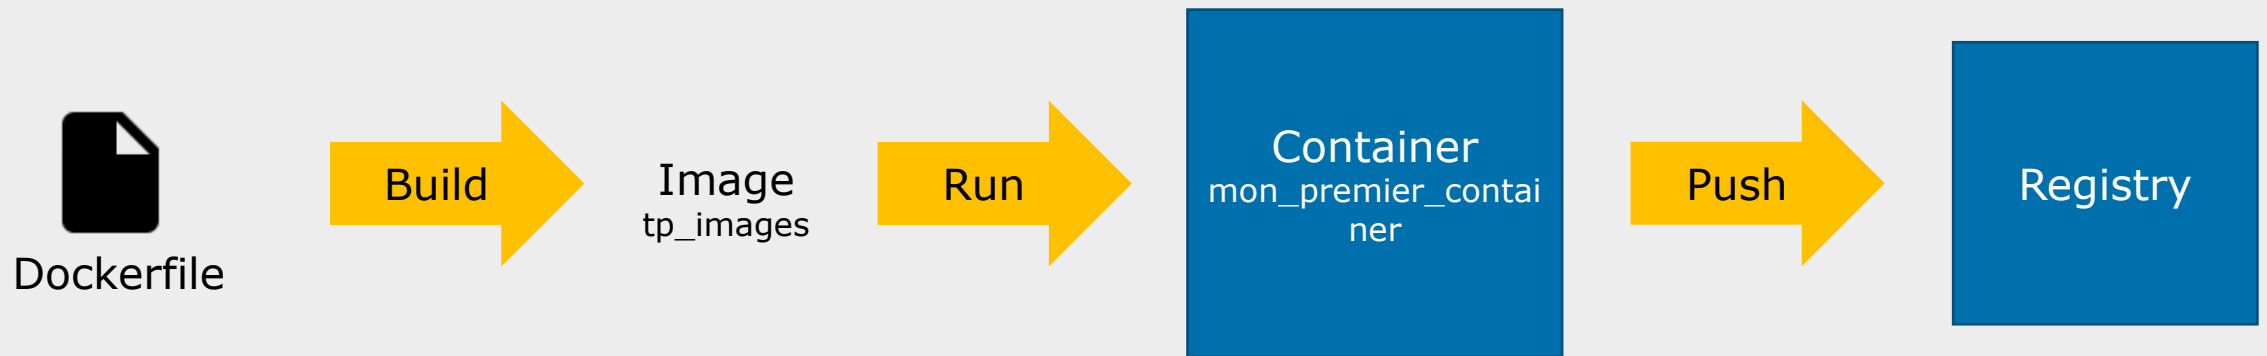 Dockerfile
Build
Image
tp_images
Run
Container
mon_premier_contai
ner
Push
Registry